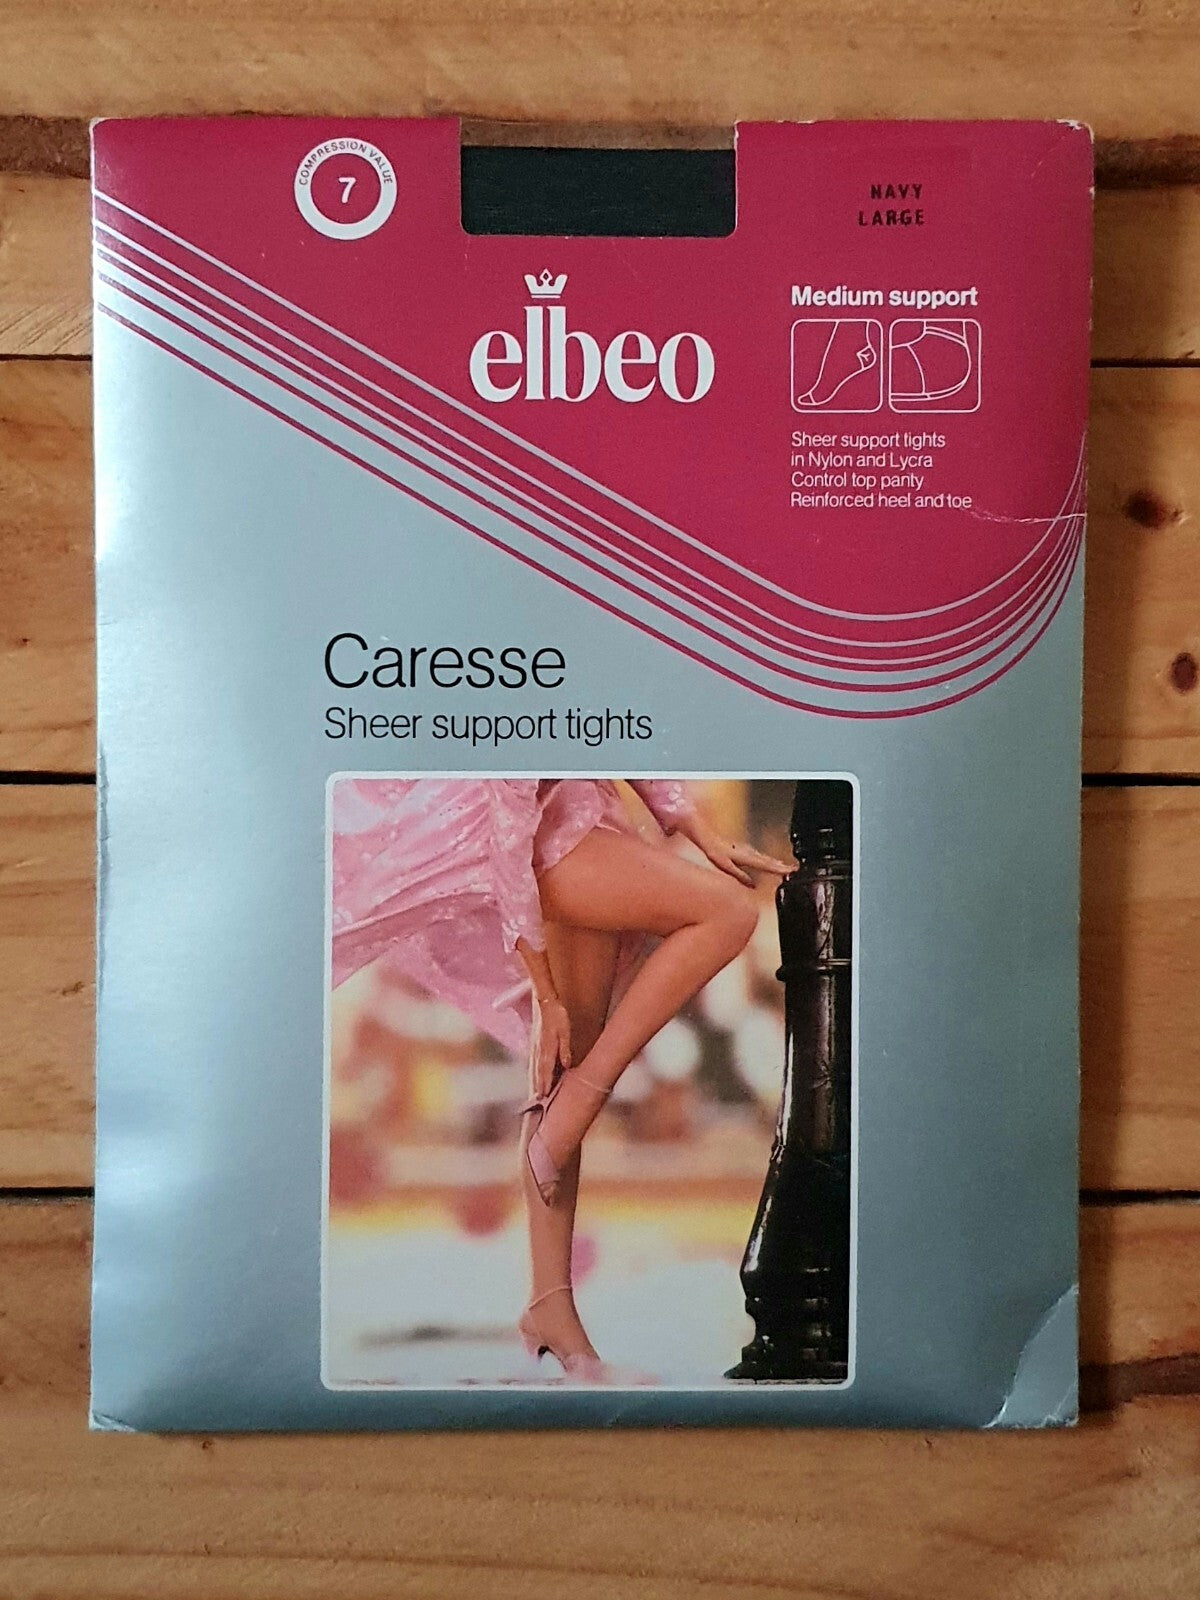 COMPRESSION VALUE
7
NAVY
LARGE
elbeo
Medium support
Sheer support tights
in Nylon and Lycra
Control top panty
Reinforced heel and toe
Caresse
Sheer support tights